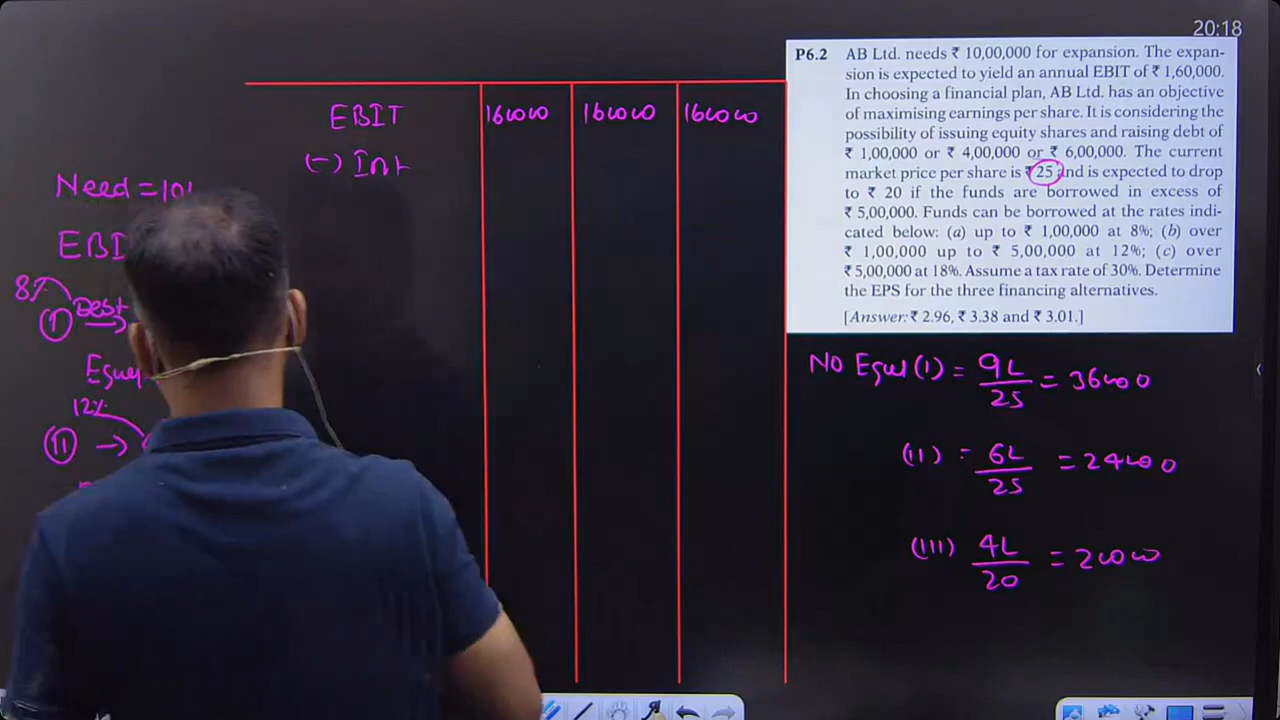 20:18
P6.2 AB Ltd. needs ₹ 10,00,000 for expansion. The expan-
sion is expected to yield an annual EBIT of ₹ 1,60,000.
In choosing a financial plan, AB Ltd. has an objective
of maximising earnings per share. It is considering the
possibility of issuing equity shares and raising debt of
₹ 1,00,000 or ₹ 4,00,000 or ₹ 6,00,000. The current
market price per share is ₹ 25 and is expected to drop
to ₹ 20 if the funds are borrowed in excess of
₹ 5,00,000. Funds can be borrowed at the rates indi-
cated below: (a) up to ₹ 1,00,000 at 8%; (b) over
₹ 1,00,000 up to ₹ 5,00,000 at 12%; (c) over
₹ 5,00,000 at 18%. Assume a tax rate of 30%. Determine
the EPS for the three financing alternatives.
[Answer: ₹ 2.96, ₹ 3.38 and ₹ 3.01.]
EBIT 160000 160000 160000
(-) Int
Need = 10
EBI
8%
(I) Debt →
12%
(II) →
No Equi (I) = 9L/25 = 36000
(II) = 6L/25 = 24000
(III) 4L/20 = 20000